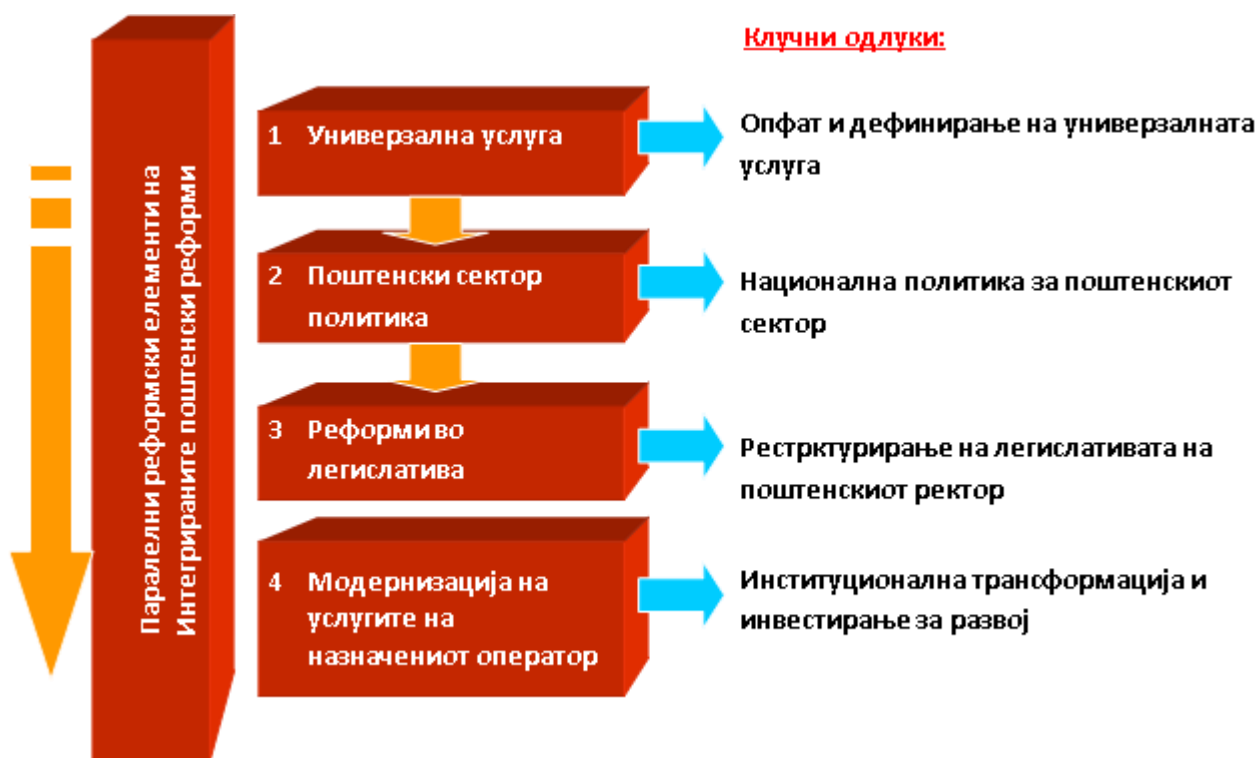 Клучни одлуки:
Паралелни реформски елементи на
Интегрираните поштенски реформи
1 Универзална услуга
Опфат и дефинирање на универзалната
услуга
2 Поштенски сектор
политика
Национална политика за поштенскиот
сектор
3 Реформи во
легислатива
Рестрктурирање на легислативата на
поштенскиот ректор
4 Модернизација на
услугите на
назначениот оператор
Институционална трансформација и
инвестирање за развој